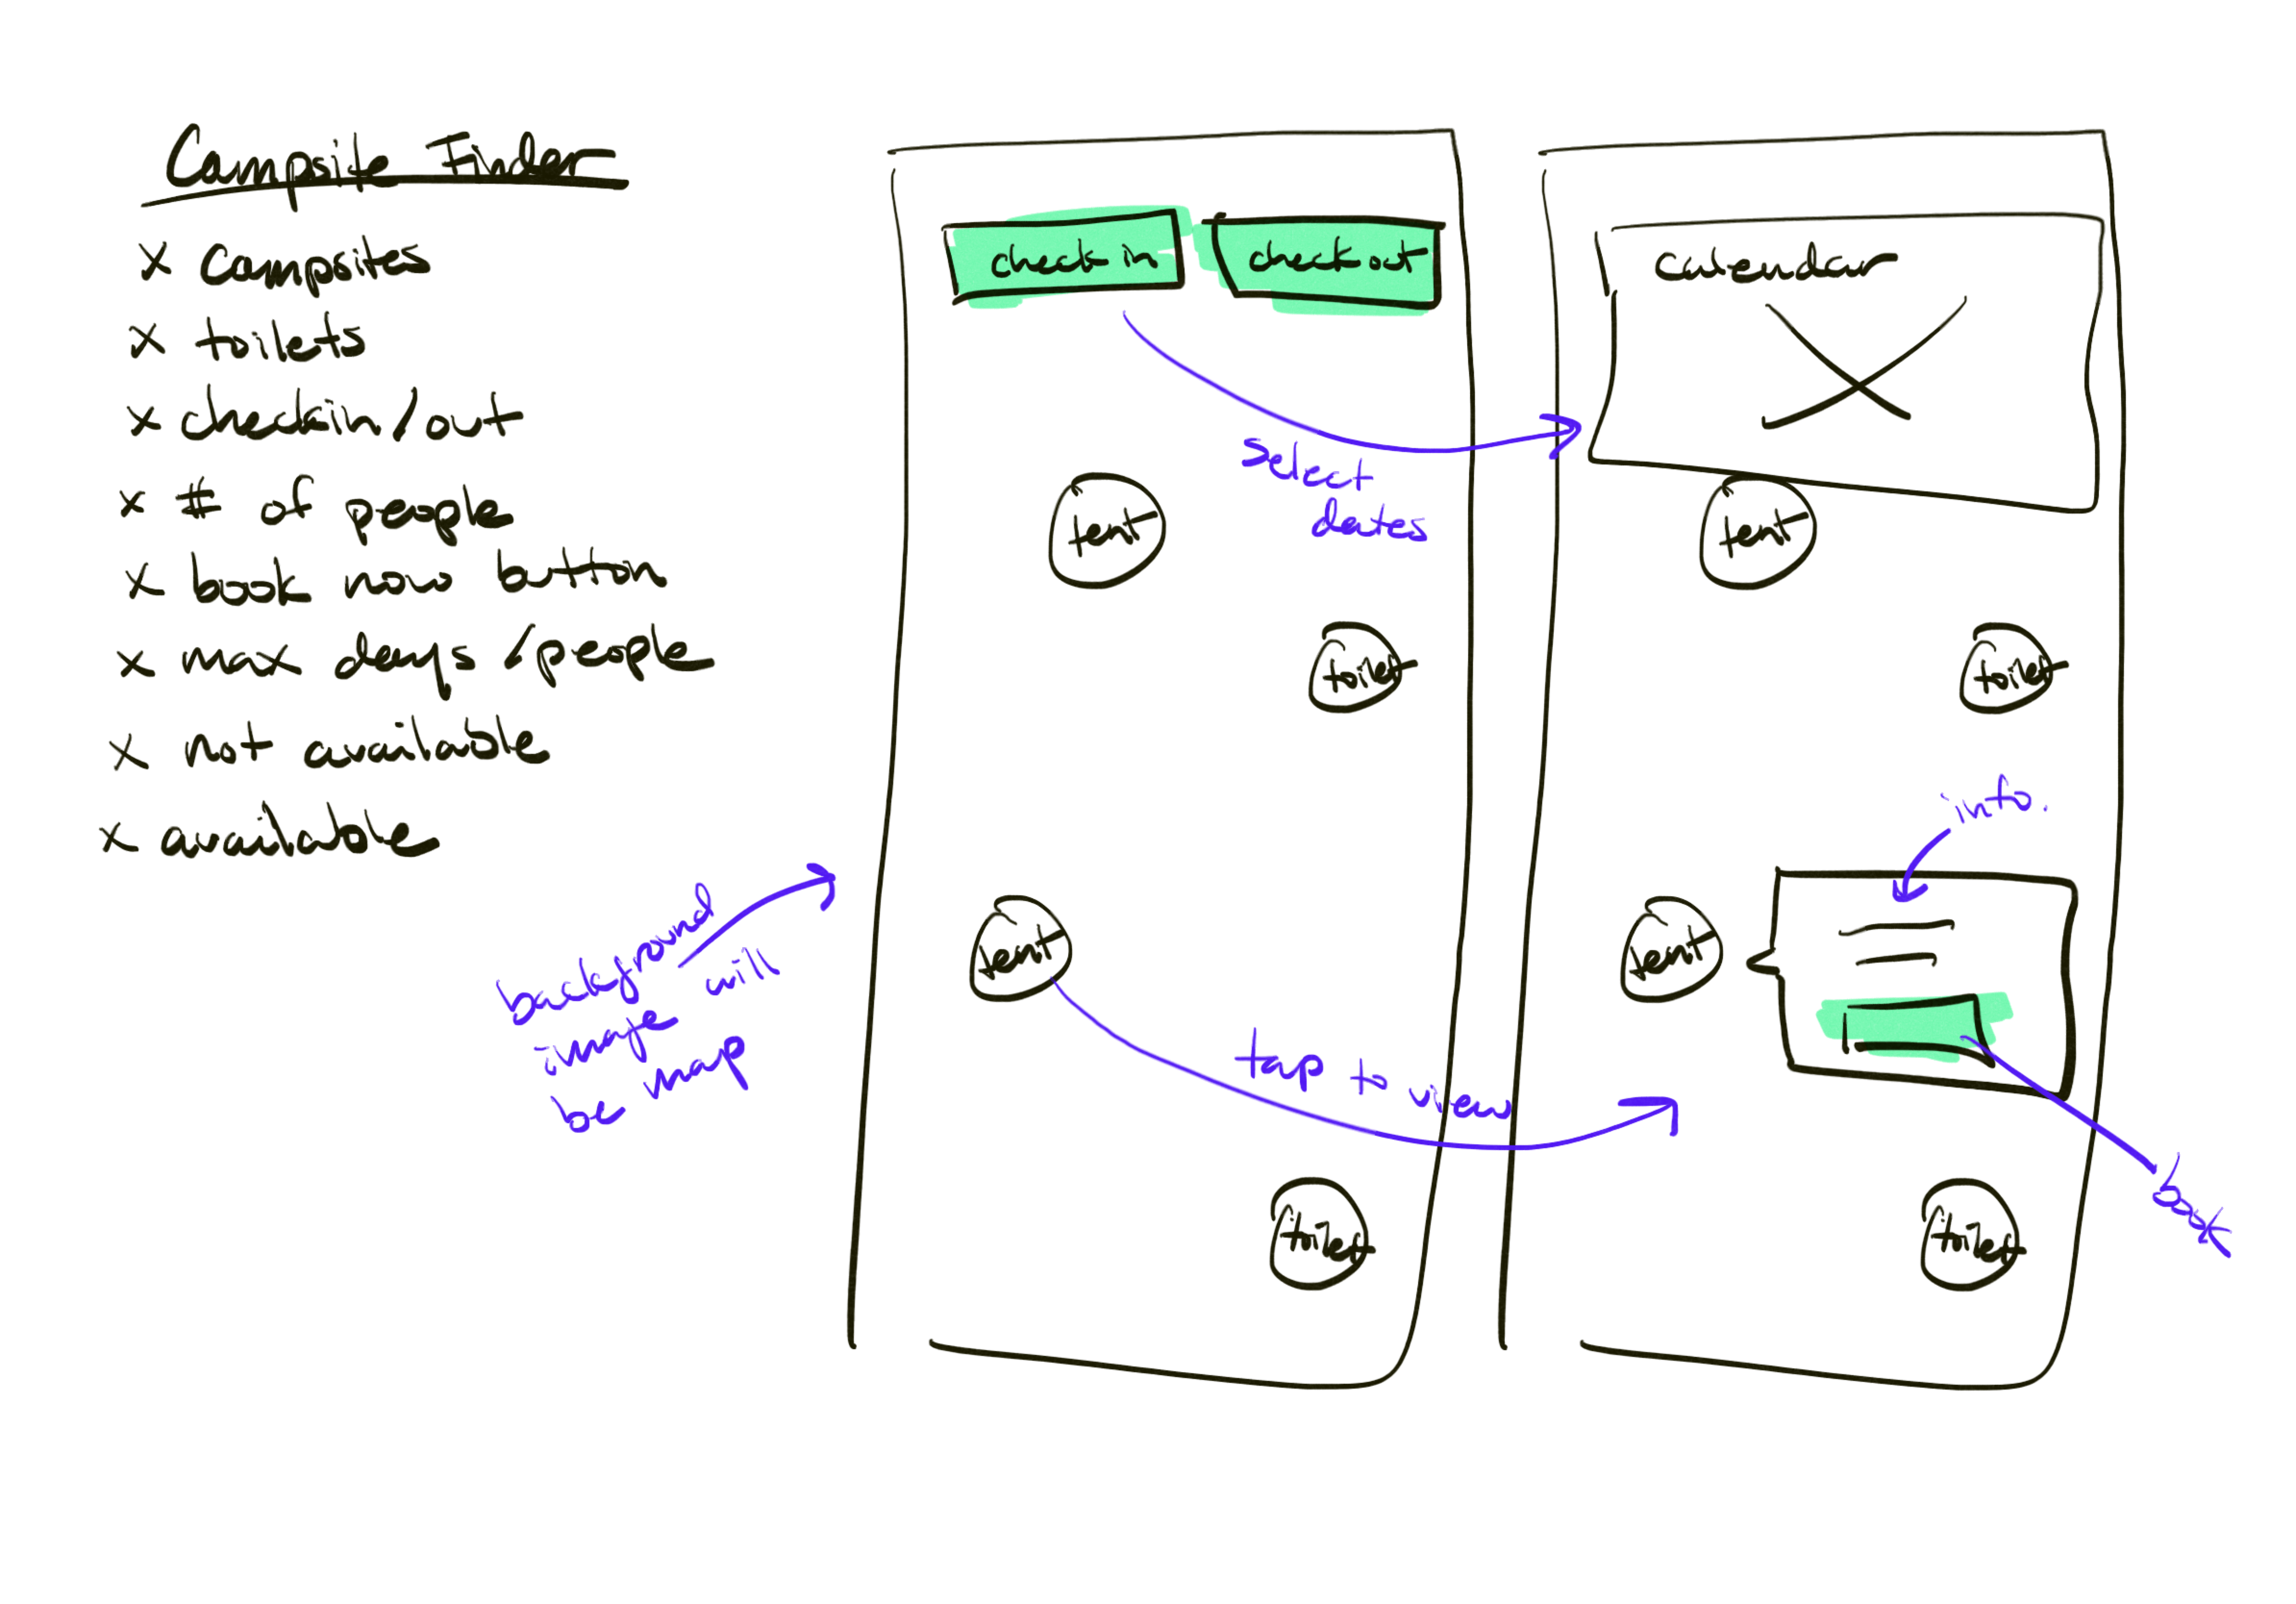 Campsite Finder
x campsites
x toilets
x checkin/out
x # of people
x book now button
x max days/people
x not available
x available
background
image will
be map
check in
check out
select
dates
tent
toilet
tent
tap to view
toilet
calendar
tent
toilet
info.
tent
book
toilet